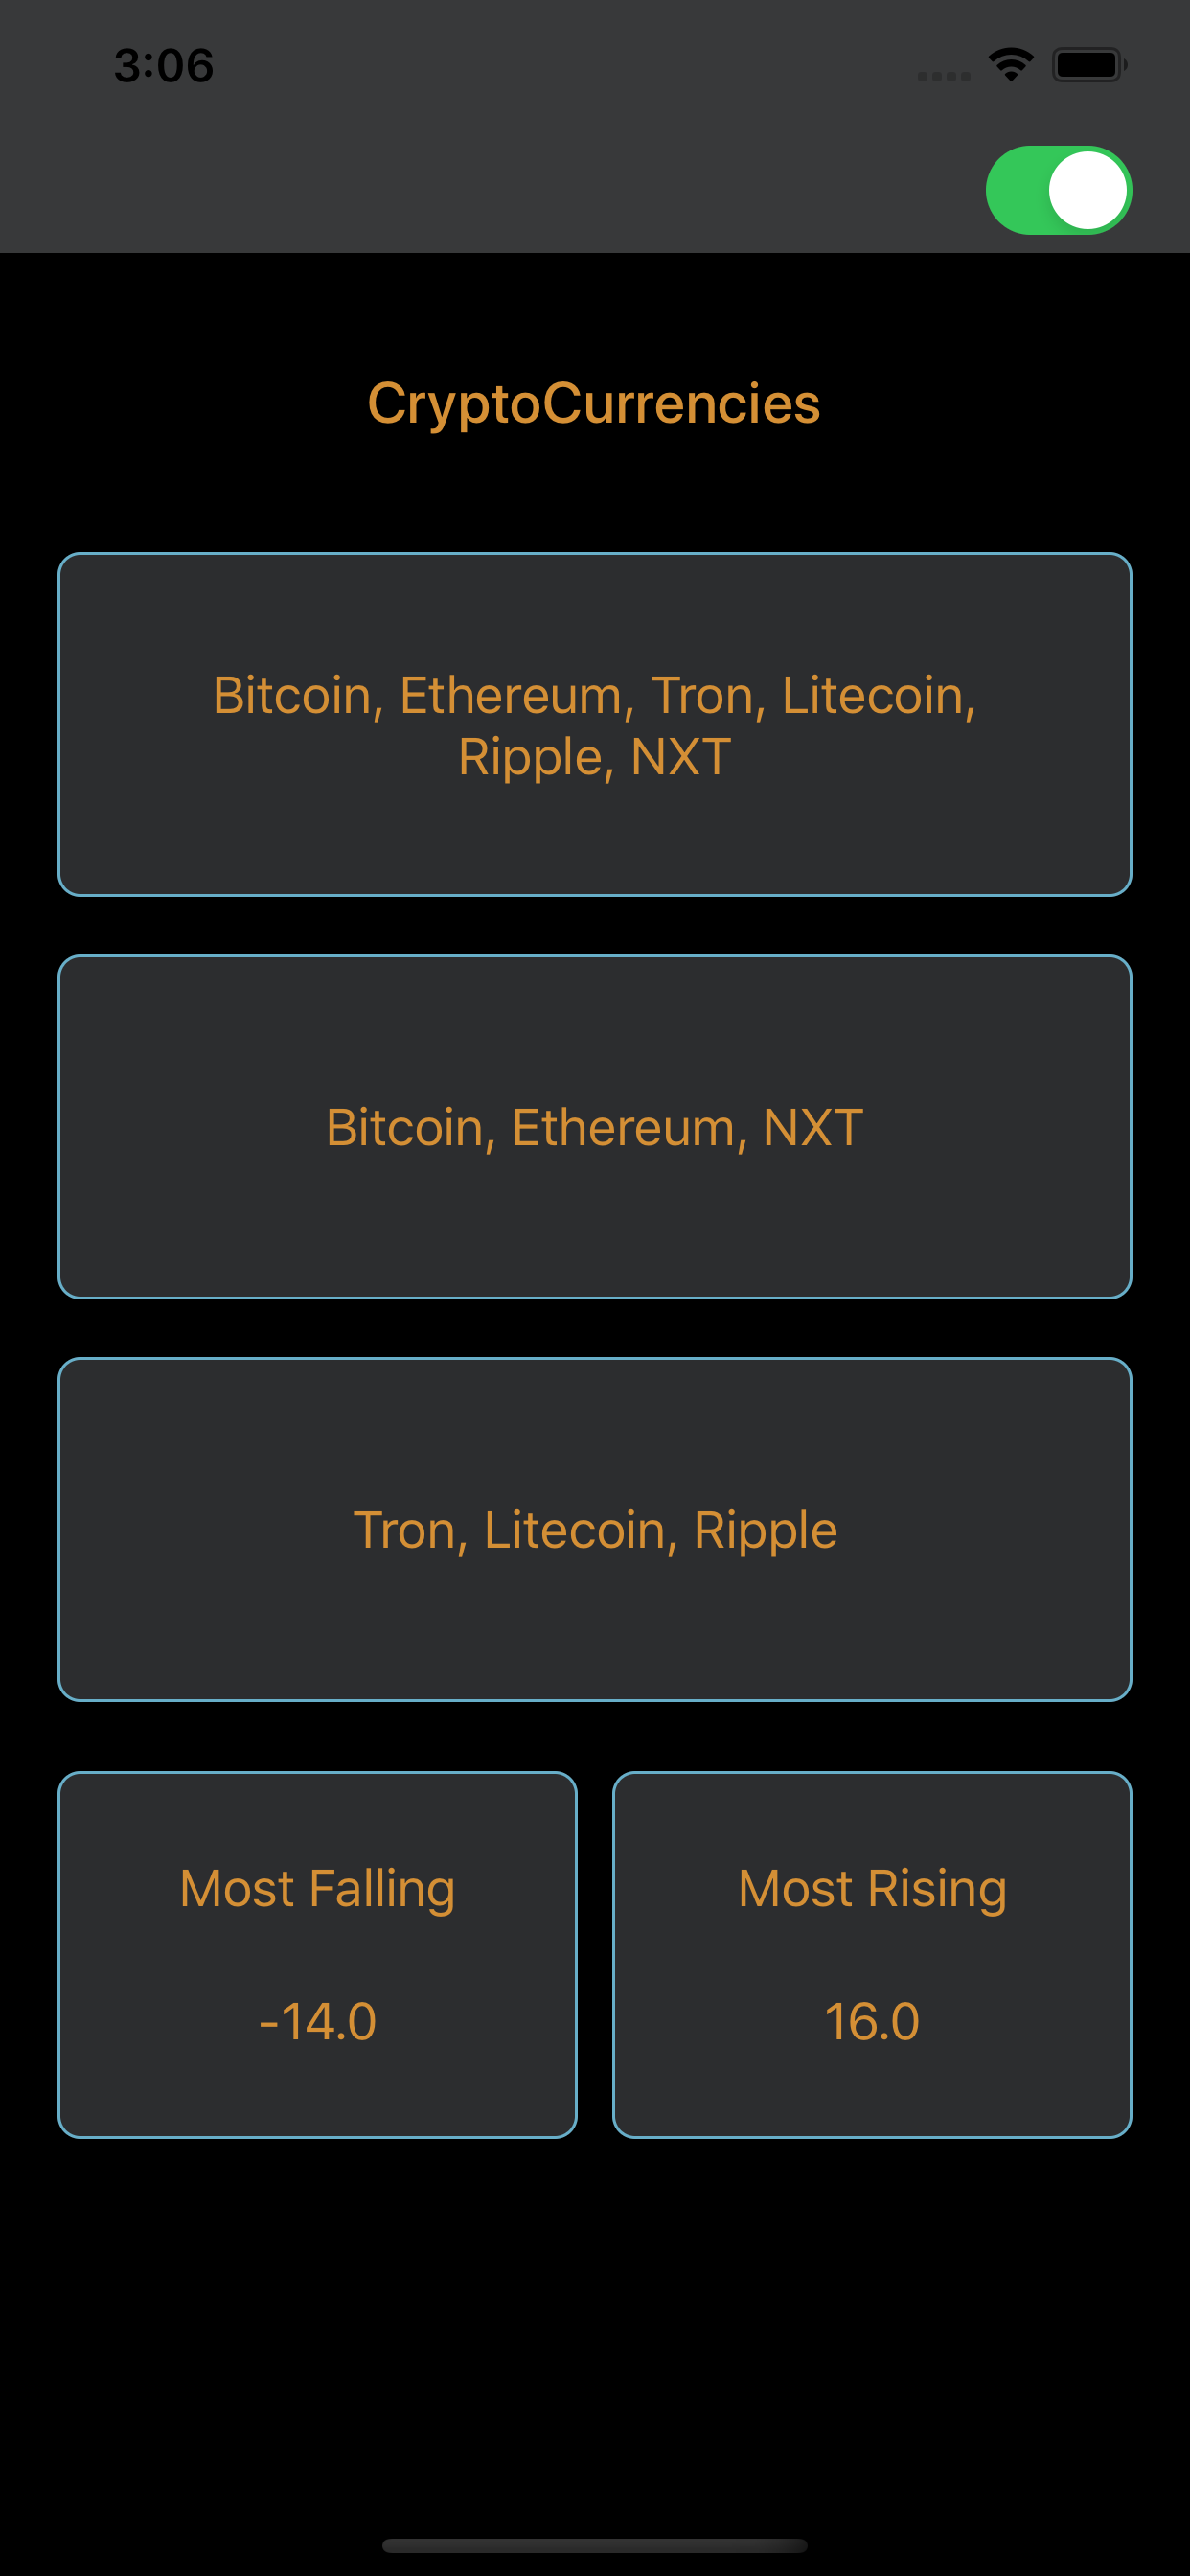 3:06
CryptoCurrencies
Bitcoin, Ethereum, Tron, Litecoin,
Ripple, NXT
Bitcoin, Ethereum, NXT
Tron, Litecoin, Ripple
Most Falling
Most Rising
-14.0
16.0